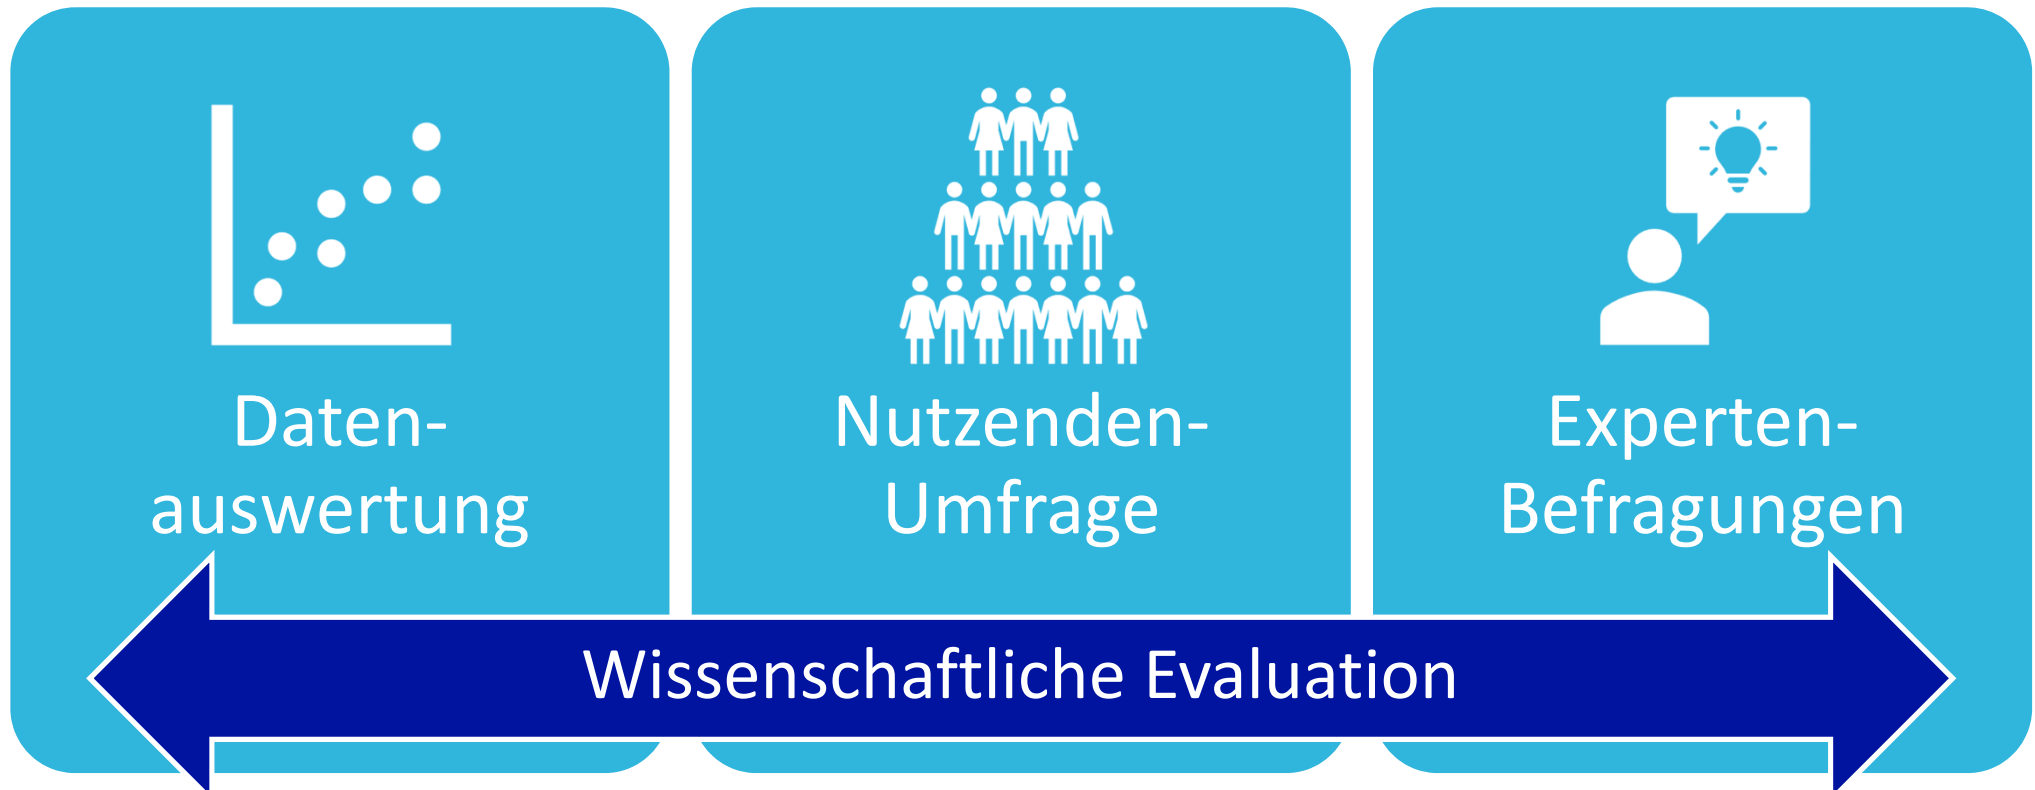 Daten-
auswertung
Nutzenden-
Umfrage
Experten-
Befragungen
Wissenschaftliche Evaluation